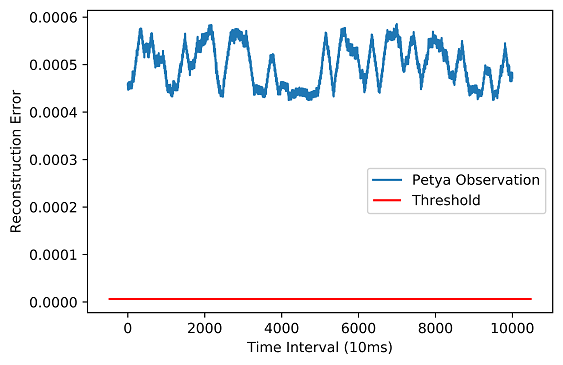 0.0006
0.0005
0.0004
0.0003
0.0002
0.0001
0.0000
Reconstruction Error
Petya Observation
Threshold
0 2000 4000 6000 8000 10000
Time Interval (10ms)